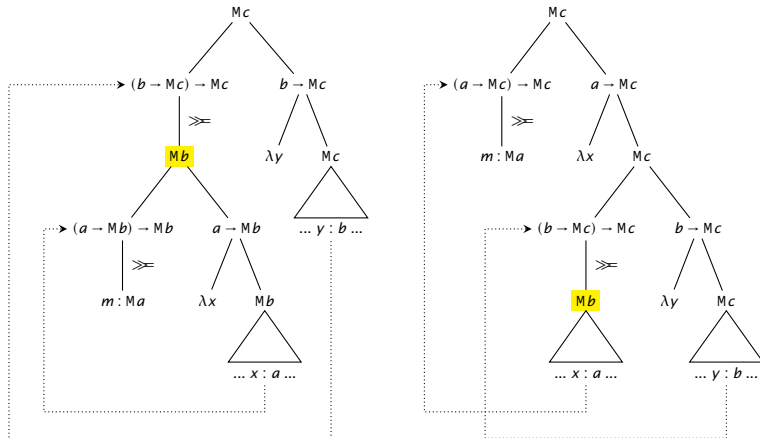 Mc
(b → Mc) → Mc
b → Mc
≫=
Mb
λy
Mc
(a → Mb) → Mb
a → Mb
... y : b ...
≫=
m : Ma
λx
Mb
... x : a ...
Mc
(a → Mc) → Mc
a → Mc
≫=
m : Ma
λx
Mc
(b → Mc) → Mc
b → Mc
≫=
Mb
λy
Mc
... x : a ...
... y : b ...